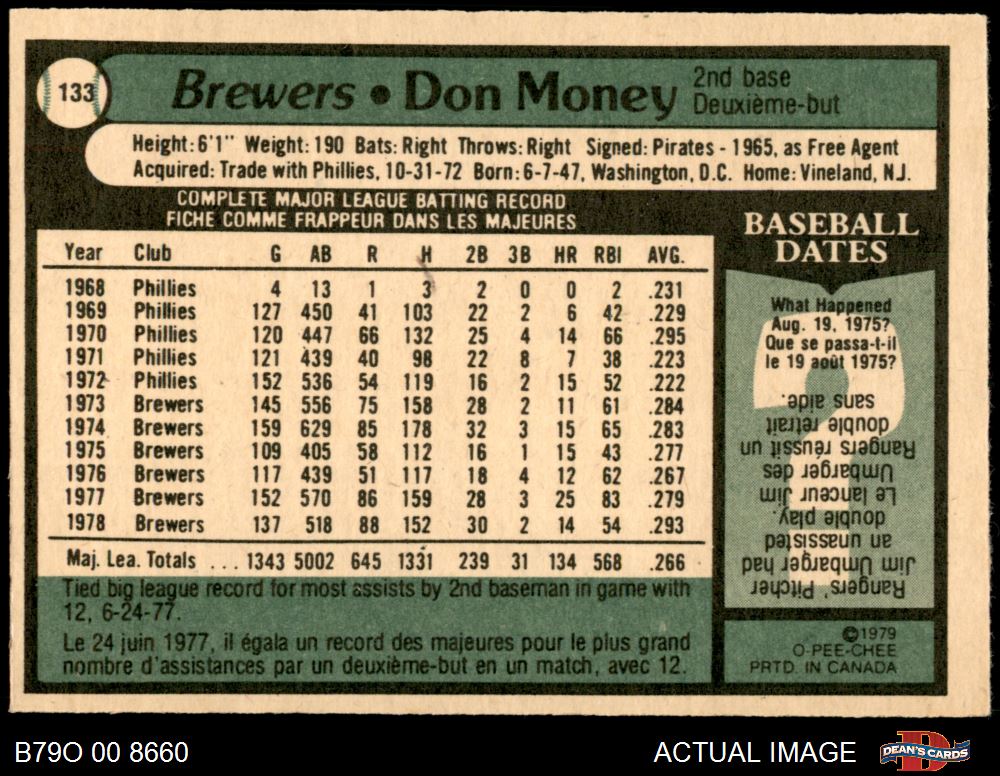 133
Brewers • Don Money
2nd base
Deuxième-but
Height: 6'1" Weight: 190 Bats: Right Throws: Right Signed: Pirates - 1965, as Free Agent
Acquired: Trade with Phillies, 10-31-72 Born: 6-7-47, Washington, D.C. Home: Vineland, N.J.
COMPLETE MAJOR LEAGUE BATTING RECORD
FICHE COMME FRAPPEUR DANS LES MAJEURES
Year Club G AB R H 2B 3B HR RBI AVG.
1968 Phillies 4 13 1 3 2 0 0 2 .231
1969 Phillies 127 450 41 103 22 2 6 42 .229
1970 Phillies 120 447 66 132 25 4 14 66 .295
1971 Phillies 121 439 40 98 22 8 7 38 .223
1972 Phillies 152 536 54 119 16 2 15 52 .222
1973 Brewers 145 556 75 158 28 2 11 61 .284
1974 Brewers 159 629 85 178 32 3 15 65 .283
1975 Brewers 109 405 58 112 16 1 15 43 .277
1976 Brewers 117 439 51 117 18 4 12 62 .267
1977 Brewers 152 570 86 159 28 3 25 83 .279
1978 Brewers 137 518 88 152 30 2 14 54 .293
Maj. Lea. Totals ... 1343 5002 645 1331 239 31 134 568 .266
Tied big league record for most assists by 2nd baseman in game with
12, 6-24-77.
Le 24 juin 1977, il égala un record des majeures pour le plus grand
nombre d'assistances par un deuxième-but en un match, avec 12.
BASEBALL
DATES
What Happened
Aug. 19, 1975?
Que se passa-t-il
le 19 août 1975?
Rangers' Pitcher
Jim Umbarger had
an unassisted
double play.
Le lanceur Jim
Umbarger des
Rangers réussit un
double retrait
sans aide.
©1979
O-PEE-CHEE
PRTD. IN CANADA
B79O 00 8660
ACTUAL IMAGE
D
DEAN'S CARDS